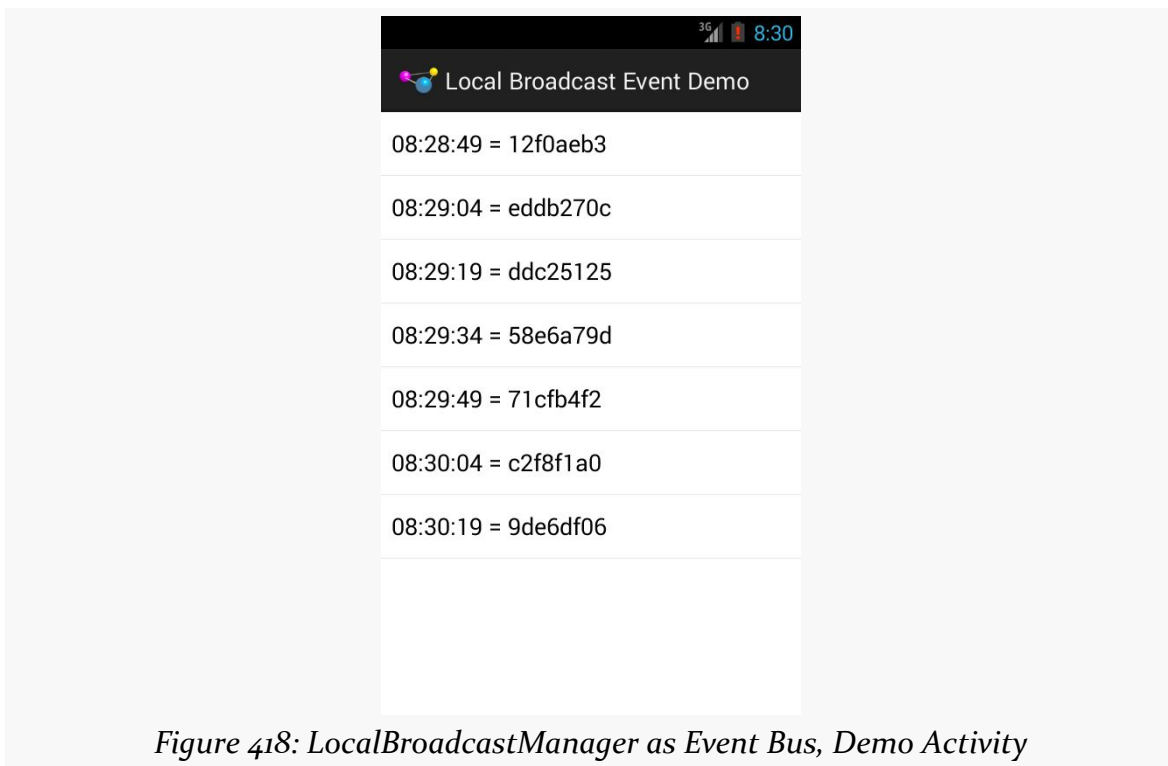 3G 8:30
Local Broadcast Event Demo
08:28:49 = 12f0aeb3
08:29:04 = eddb270c
08:29:19 = ddc25125
08:29:34 = 58e6a79d
08:29:49 = 71cfb4f2
08:30:04 = c2f8f1a0
08:30:19 = 9de6df06
Figure 418: LocalBroadcastManager as Event Bus, Demo Activity